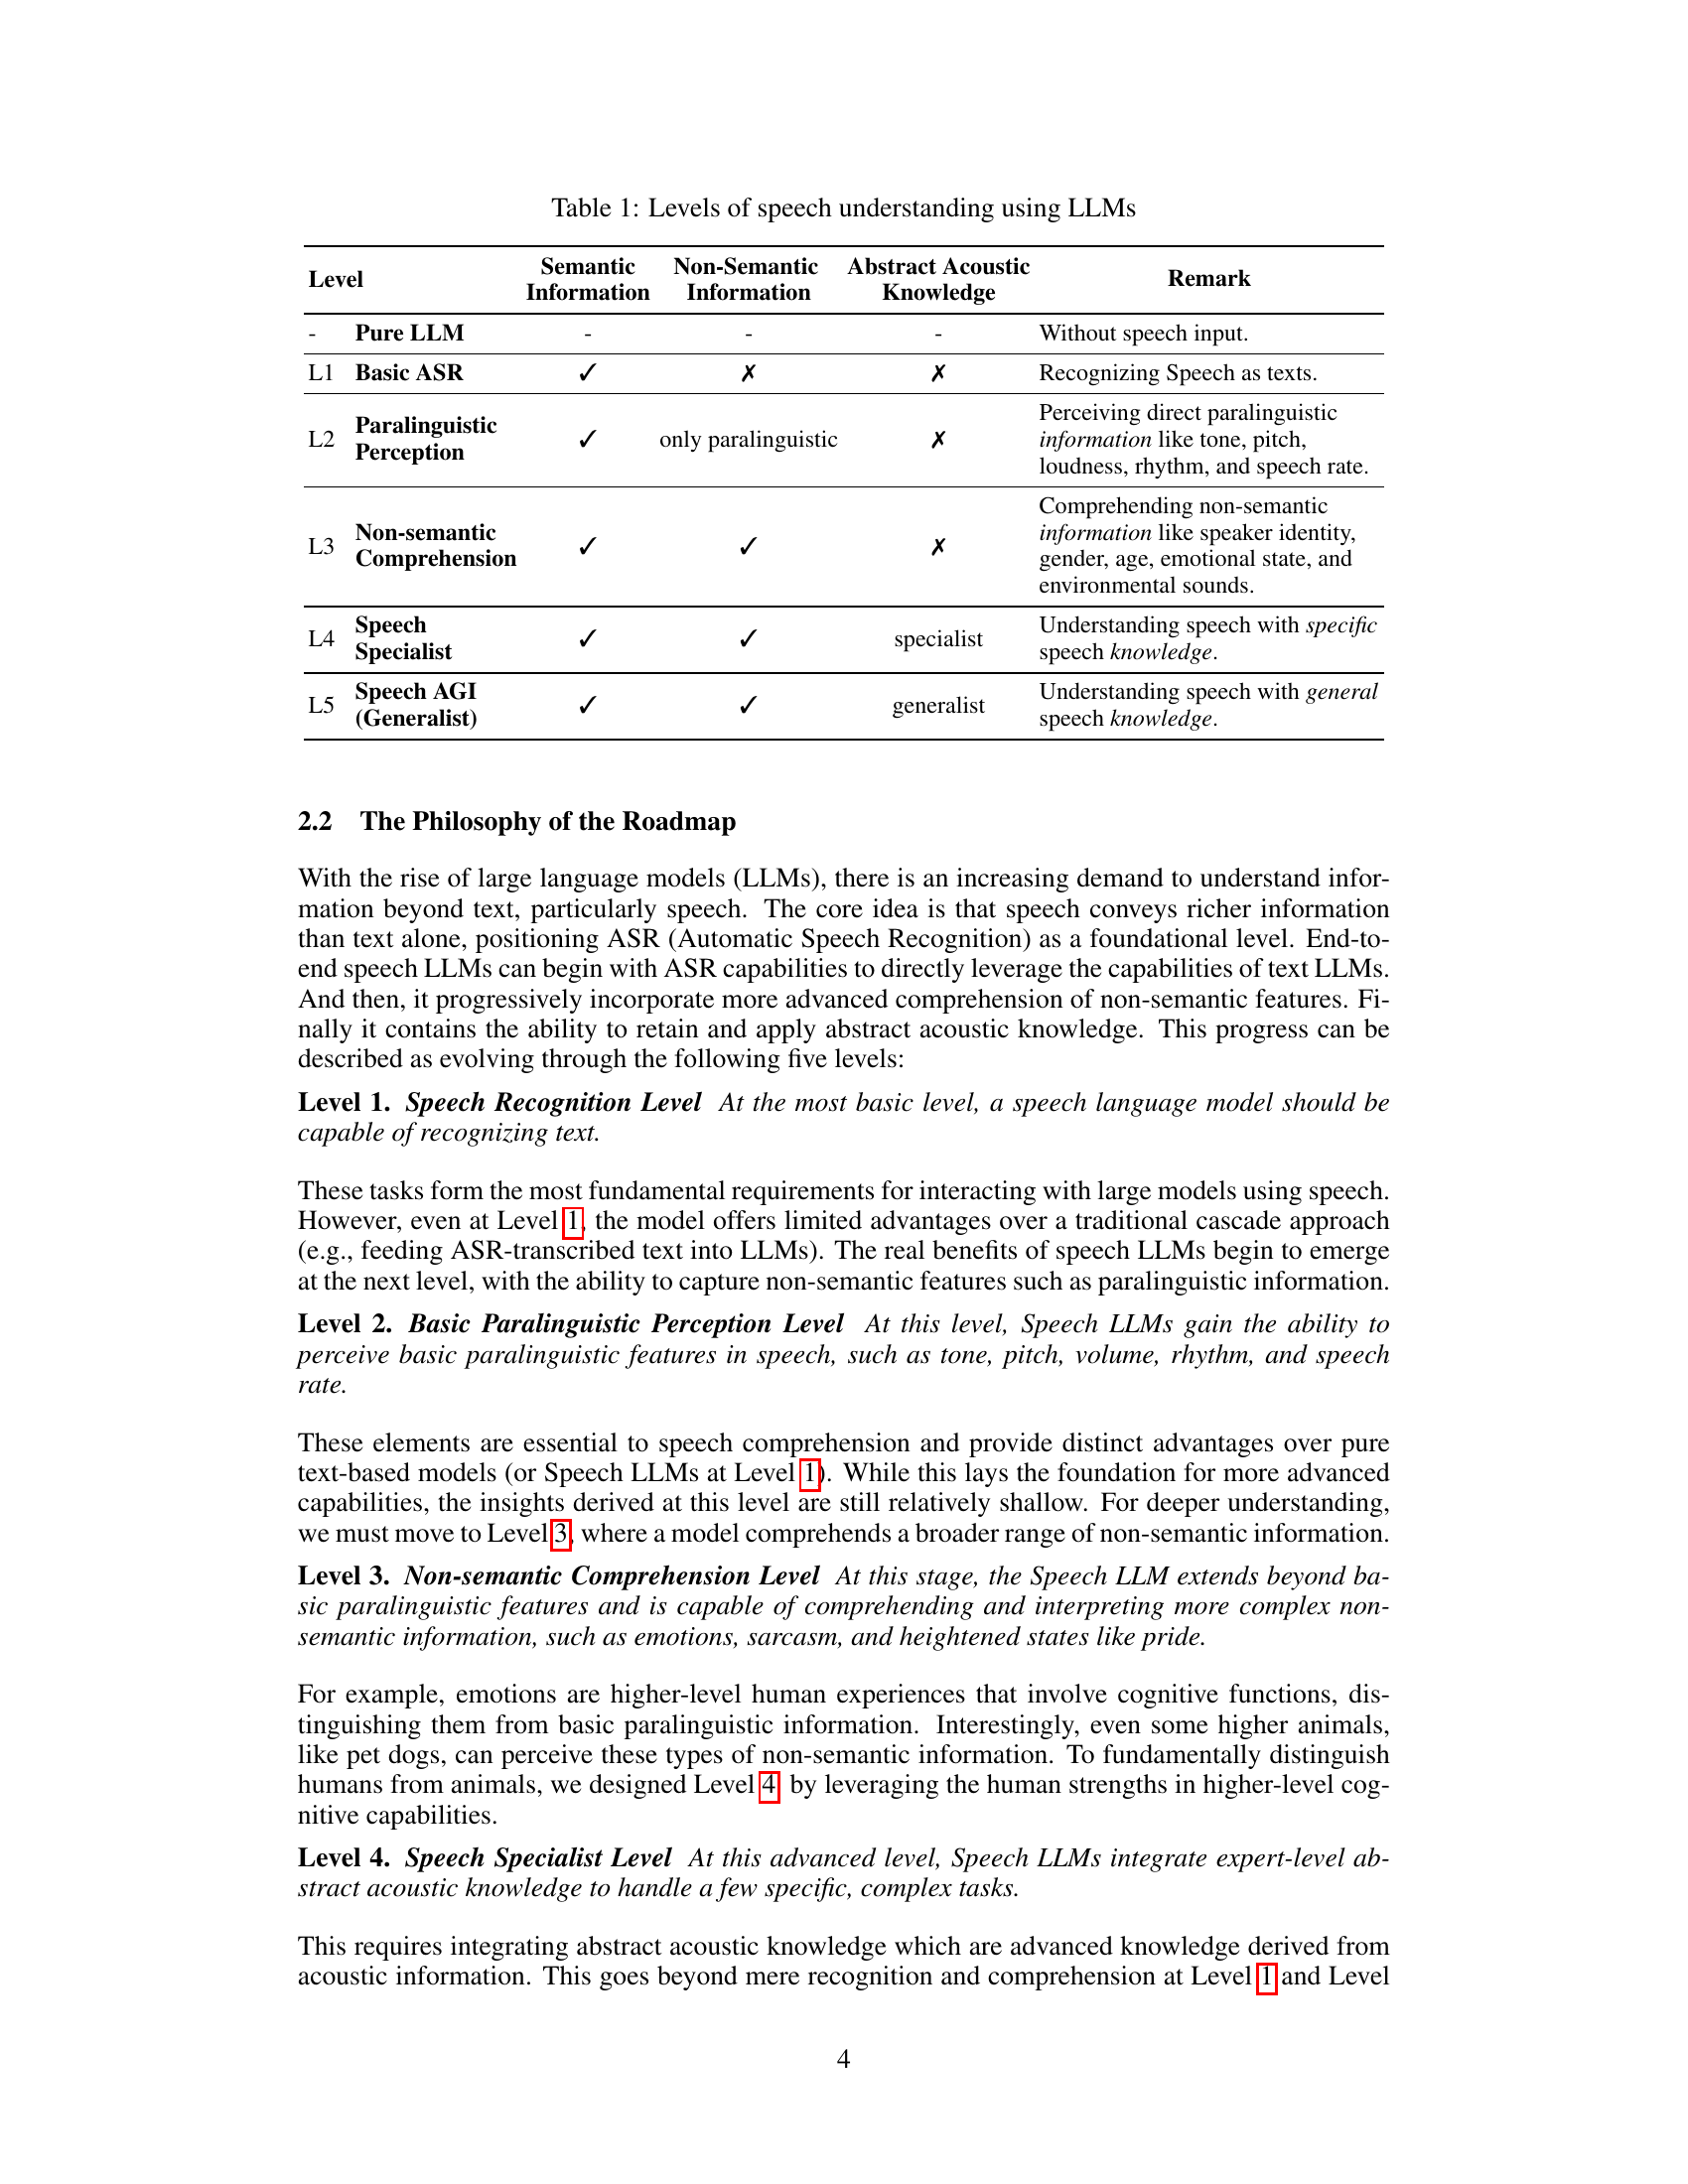 Table 1: Levels of speech understanding using LLMs
Level Semantic Information Non-Semantic Information Abstract Acoustic Knowledge Remark
- Pure LLM - - - Without speech input.
L1 Basic ASR ✓ ✗ ✗ Recognizing Speech as texts.
L2 Paralinguistic Perception ✓ only paralinguistic ✗ Perceiving direct paralinguistic
information like tone, pitch,
loudness, rhythm, and speech rate.
L3 Non-semantic Comprehension ✓ ✓ ✗ Comprehending non-semantic
information like speaker identity,
gender, age, emotional state, and
environmental sounds.
L4 Speech Specialist ✓ ✓ specialist Understanding speech with specific
speech knowledge.
L5 Speech AGI (Generalist) ✓ ✓ generalist Understanding speech with general
speech knowledge.
2.2 The Philosophy of the Roadmap
With the rise of large language models (LLMs), there is an increasing demand to understand infor-
mation beyond text, particularly speech. The core idea is that speech conveys richer information
than text alone, positioning ASR (Automatic Speech Recognition) as a foundational level. End-to-
end speech LLMs can begin with ASR capabilities to directly leverage the capabilities of text LLMs.
And then, it progressively incorporate more advanced comprehension of non-semantic features. Fi-
nally it contains the ability to retain and apply abstract acoustic knowledge. This progress can be
described as evolving through the following five levels:
Level 1. Speech Recognition Level At the most basic level, a speech language model should be
capable of recognizing text.
These tasks form the most fundamental requirements for interacting with large models using speech.
However, even at Level 1, the model offers limited advantages over a traditional cascade approach
(e.g., feeding ASR-transcribed text into LLMs). The real benefits of speech LLMs begin to emerge
at the next level, with the ability to capture non-semantic features such as paralinguistic information.
Level 2. Basic Paralinguistic Perception Level At this level, Speech LLMs gain the ability to
perceive basic paralinguistic features in speech, such as tone, pitch, volume, rhythm, and speech
rate.
These elements are essential to speech comprehension and provide distinct advantages over pure
text-based models (or Speech LLMs at Level 1). While this lays the foundation for more advanced
capabilities, the insights derived at this level are still relatively shallow. For deeper understanding,
we must move to Level 3, where a model comprehends a broader range of non-semantic information.
Level 3. Non-semantic Comprehension Level At this stage, the Speech LLM extends beyond ba-
sic paralinguistic features and is capable of comprehending and interpreting more complex non-
semantic information, such as emotions, sarcasm, and heightened states like pride.
For example, emotions are higher-level human experiences that involve cognitive functions, dis-
tinguishing them from basic paralinguistic information. Interestingly, even some higher animals,
like pet dogs, can perceive these types of non-semantic information. To fundamentally distinguish
humans from animals, we designed Level 4 by leveraging the human strengths in higher-level cog-
nitive capabilities.
Level 4. Speech Specialist Level At this advanced level, Speech LLMs integrate expert-level ab-
stract acoustic knowledge to handle a few specific, complex tasks.
This requires integrating abstract acoustic knowledge which are advanced knowledge derived from
acoustic information. This goes beyond mere recognition and comprehension at Level 1 and Level
4